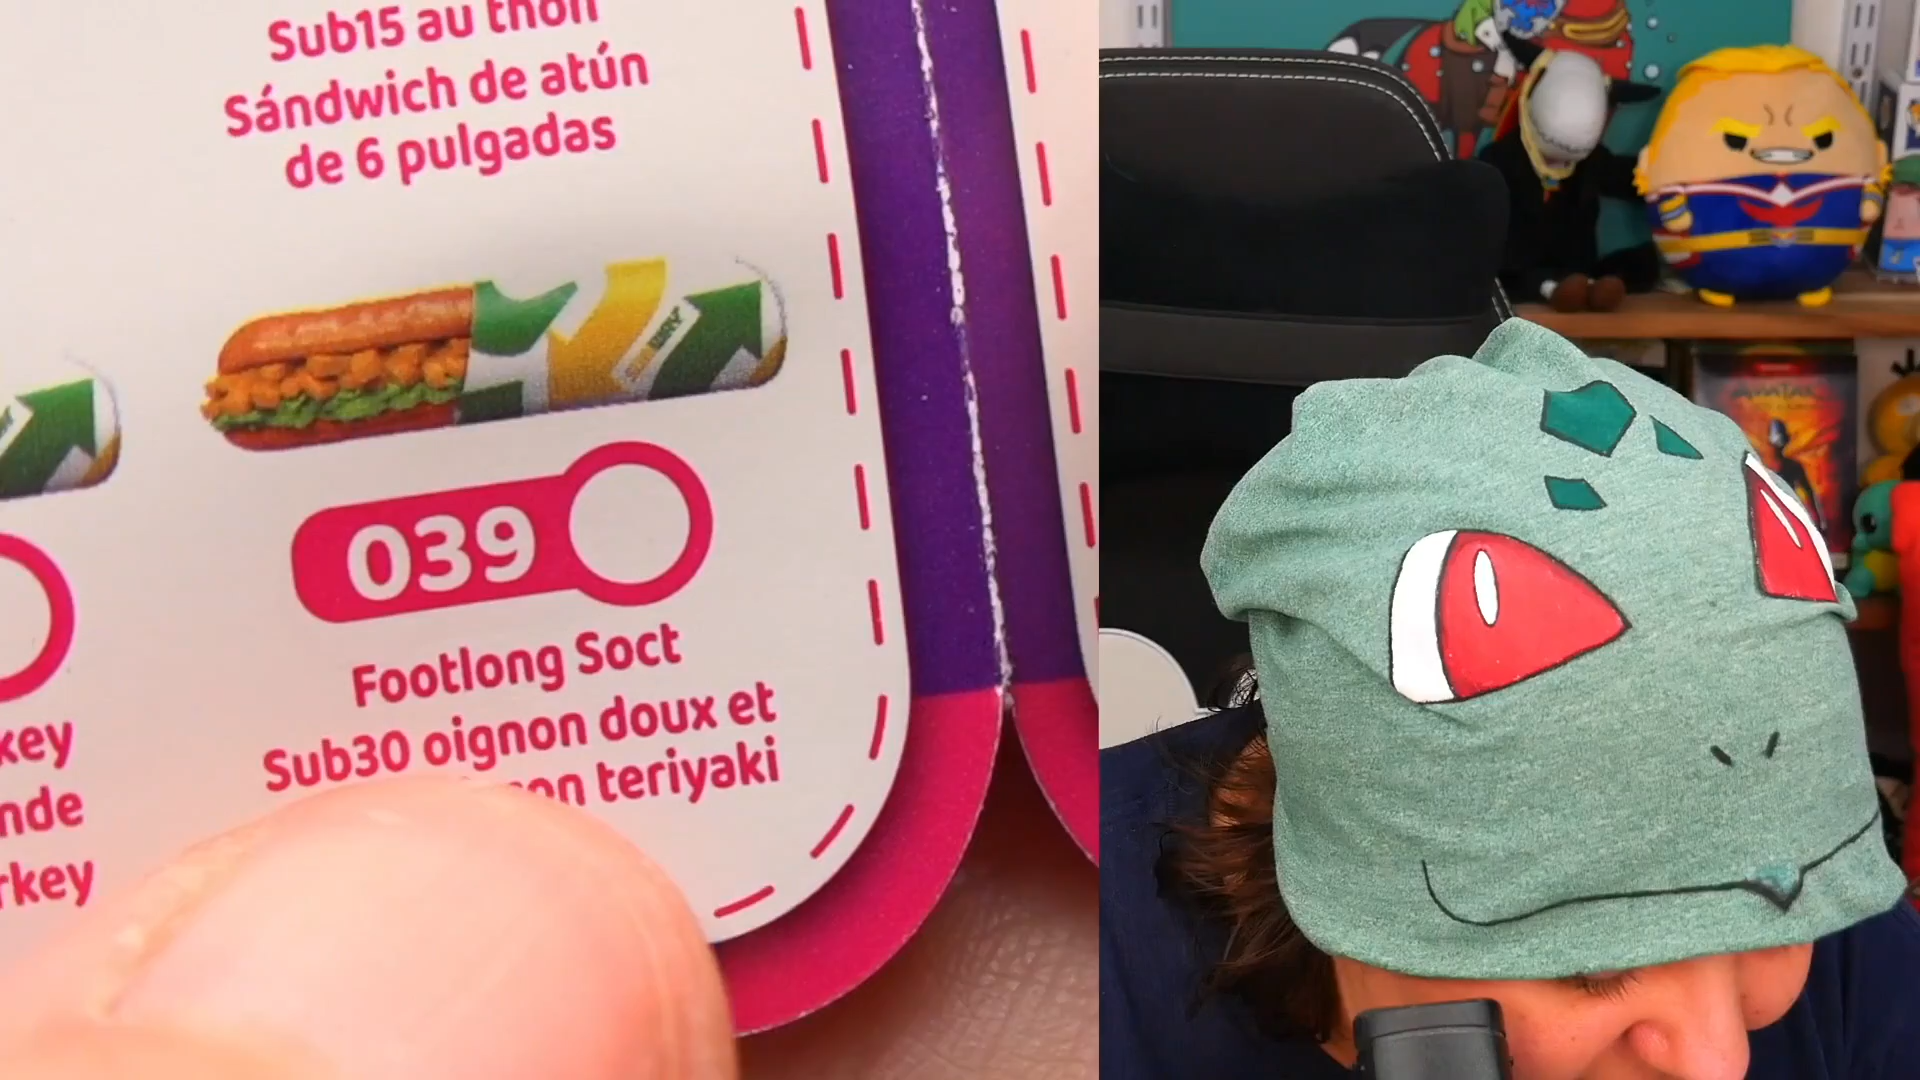 Sub15 au thon
Sándwich de atún
de 6 pulgadas
SUBWAY
039
Footlong Soct
Sub30 oignon doux et
teriyaki
key
nde
rkey